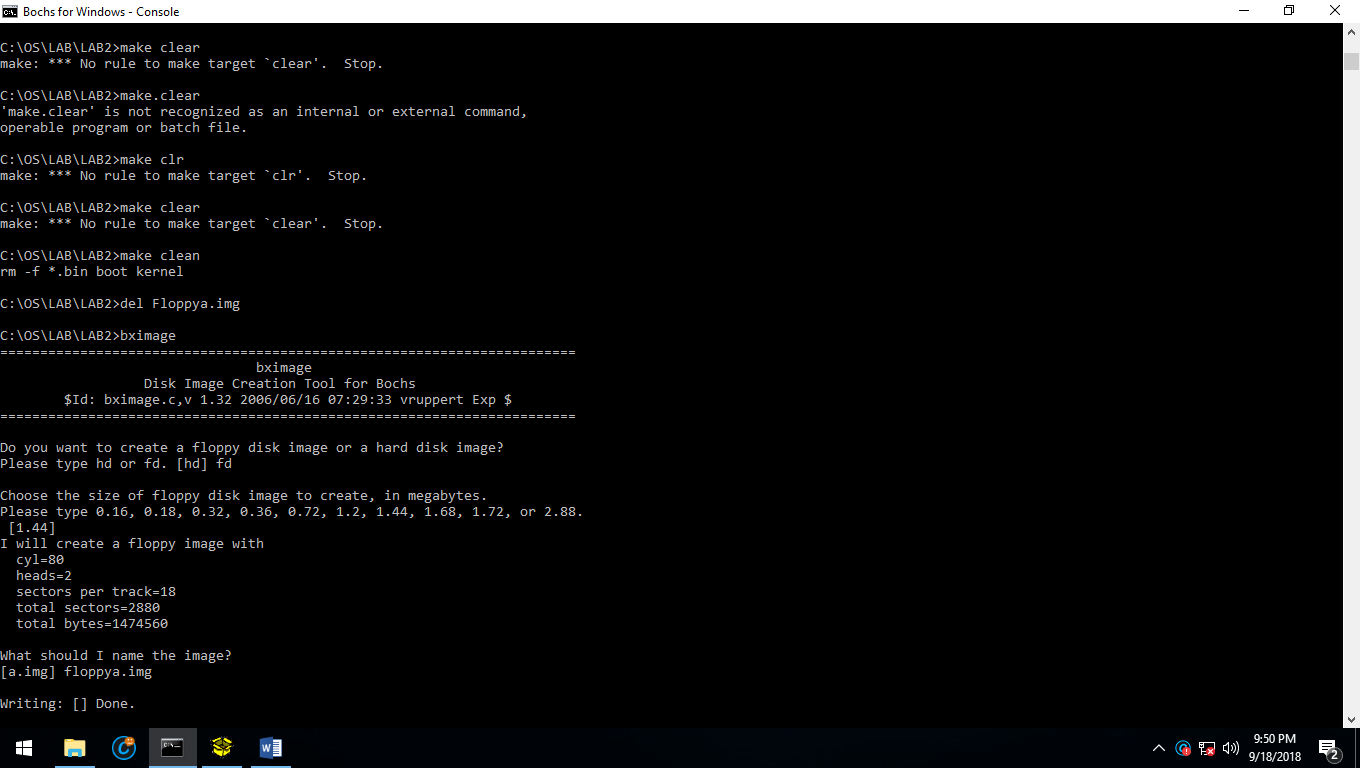 Bochs for Windows - Console
C:\OS\LAB\LAB2>make clear
make: *** No rule to make target `clear'.  Stop.
C:\OS\LAB\LAB2>make.clear
'make.clear' is not recognized as an internal or external command,
operable program or batch file.
C:\OS\LAB\LAB2>make clr
make: *** No rule to make target `clr'.  Stop.
C:\OS\LAB\LAB2>make clear
make: *** No rule to make target `clear'.  Stop.
C:\OS\LAB\LAB2>make clean
rm -f *.bin boot kernel
C:\OS\LAB\LAB2>del Floppya.img
C:\OS\LAB\LAB2>bximage
========================================================================
bximage
Disk Image Creation Tool for Bochs
$Id: bximage.c,v 1.32 2006/06/16 07:29:33 vruppert Exp $
========================================================================
Do you want to create a floppy disk image or a hard disk image?
Please type hd or fd. [hd] fd
Choose the size of floppy disk image to create, in megabytes.
Please type 0.16, 0.18, 0.32, 0.36, 0.72, 1.2, 1.44, 1.68, 1.72, or 2.88.
[1.44]
I will create a floppy image with
cyl=80
heads=2
sectors per track=18
total sectors=2880
total bytes=1474560
What should I name the image?
[a.img] floppya.img
Writing: [] Done.
9:50 PM
9/18/2018
2